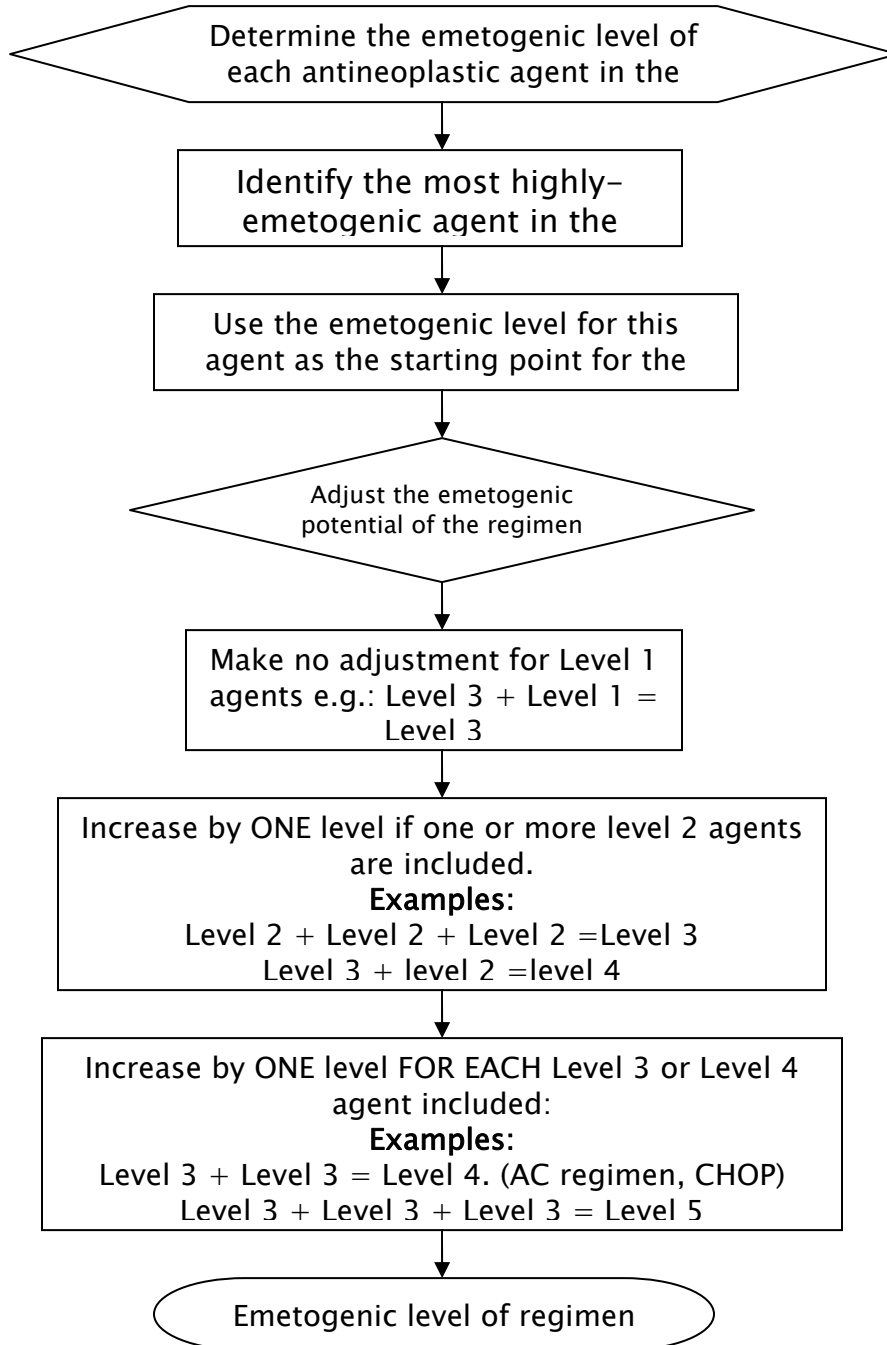 Determine the emetogenic level of
each antineoplastic agent in the
Identify the most highly-
emetogenic agent in the
Use the emetogenic level for this
agent as the starting point for the
Adjust the emetogenic
potential of the regimen
Make no adjustment for Level 1
agents e.g.: Level 3 + Level 1 =
Level 3
Increase by ONE level if one or more level 2 agents
are included.
Examples:
Level 2 + Level 2 + Level 2 =Level 3
Level 3 + level 2 =level 4
Increase by ONE level FOR EACH Level 3 or Level 4
agent included:
Examples:
Level 3 + Level 3 = Level 4. (AC regimen, CHOP)
Level 3 + Level 3 + Level 3 = Level 5
Emetogenic level of regimen